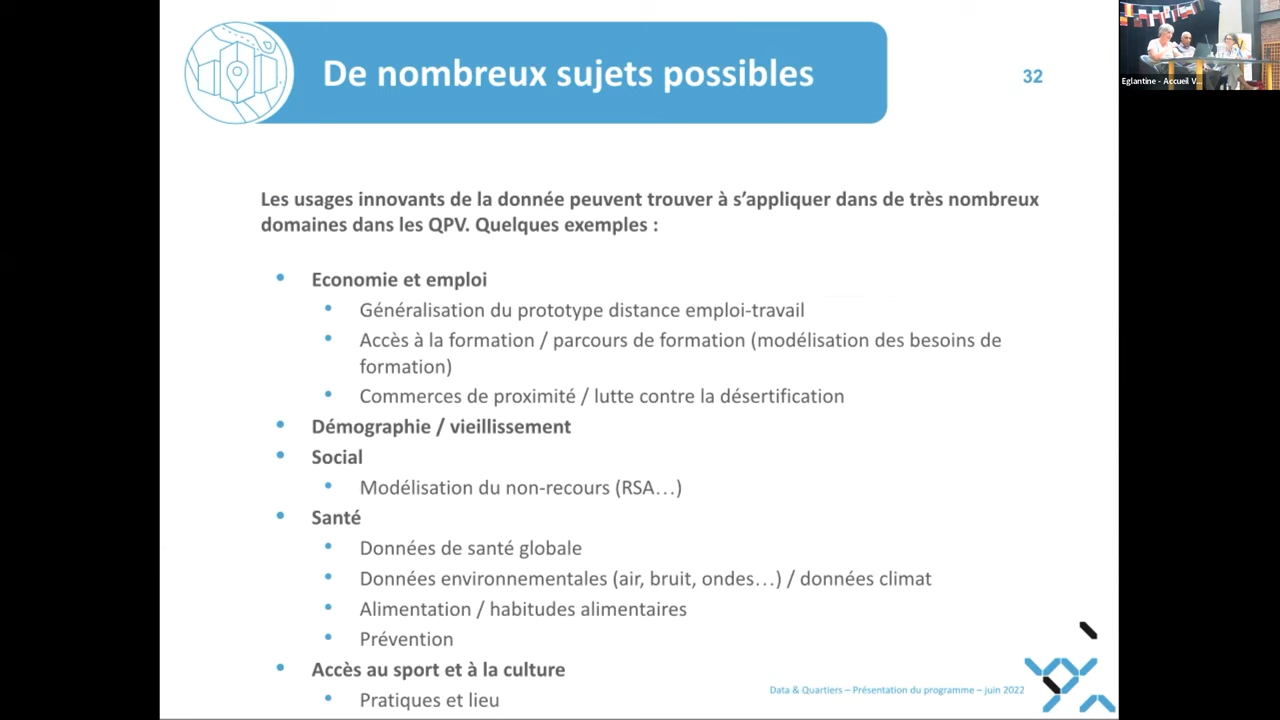 De nombreux sujets possibles
32
Eglantine - Accueil V...
Les usages innovants de la donnée peuvent trouver à s’appliquer dans de très nombreux
domaines dans les QPV. Quelques exemples :
• Economie et emploi
• Généralisation du prototype distance emploi-travail
• Accès à la formation / parcours de formation (modélisation des besoins de
formation)
• Commerces de proximité / lutte contre la désertification
• Démographie / vieillissement
• Social
• Modélisation du non-recours (RSA…)
• Santé
• Données de santé globale
• Données environnementales (air, bruit, ondes…) / données climat
• Alimentation / habitudes alimentaires
• Prévention
• Accès au sport et à la culture
• Pratiques et lieu
Data & Quartiers – Présentation du programme – juin 2022